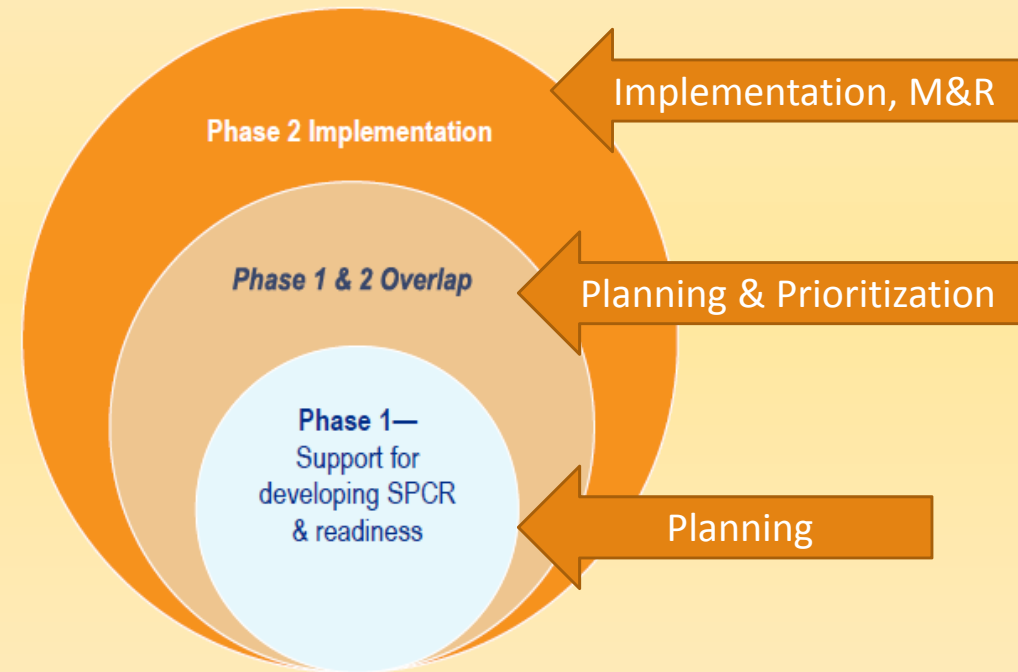 Implementation, M&R
Phase 2 Implementation
Phase 1 & 2 Overlap
Planning & Prioritization
Phase 1—
Support for
developing SPCR
& readiness
Planning